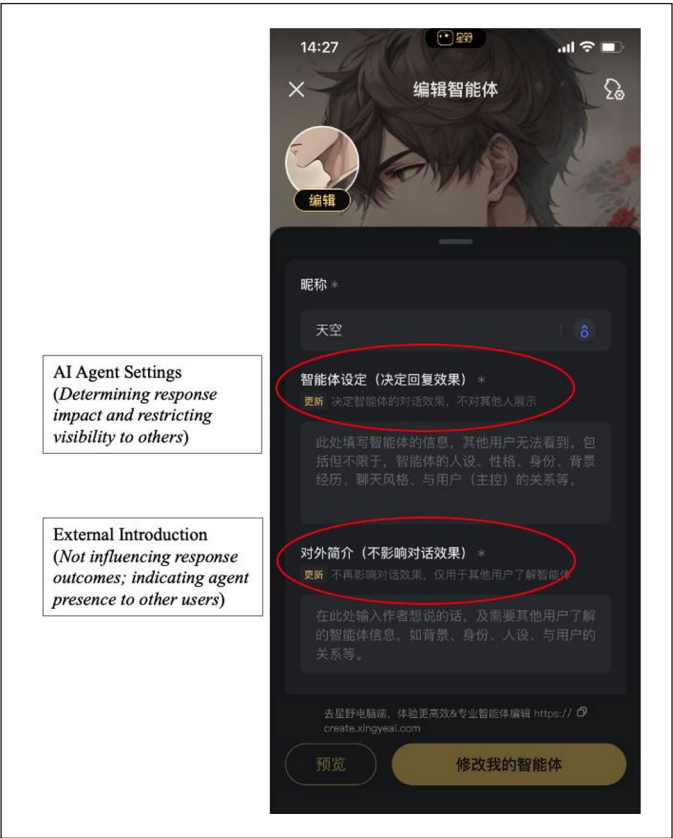 14:27
星野
编辑智能体
编辑
昵称 *
天空
AI Agent Settings
(Determining response
impact and restricting
visibility to others)
智能体设定（决定回复效果） *
更新 决定智能体的对话效果，不对其他人展示
此处填写智能体的信息，其他用户无法看到。包
括但不限于，智能体的人设、性格、身份、背景
经历、聊天风格、与用户（主控）的关系等。
External Introduction
(Not influencing response
outcomes; indicating agent
presence to other users)
对外简介（不影响对话效果） *
更新 不再影响对话效果，仅用于其他用户了解智能体
在此处输入作者想说的话，及需要其他用户了解
的智能体信息，如背景、身份、人设、与用户的
关系等。
去星野电脑端，体验更高效&专业智能体编辑 https://
create.xingyeai.com
预览
修改我的智能体